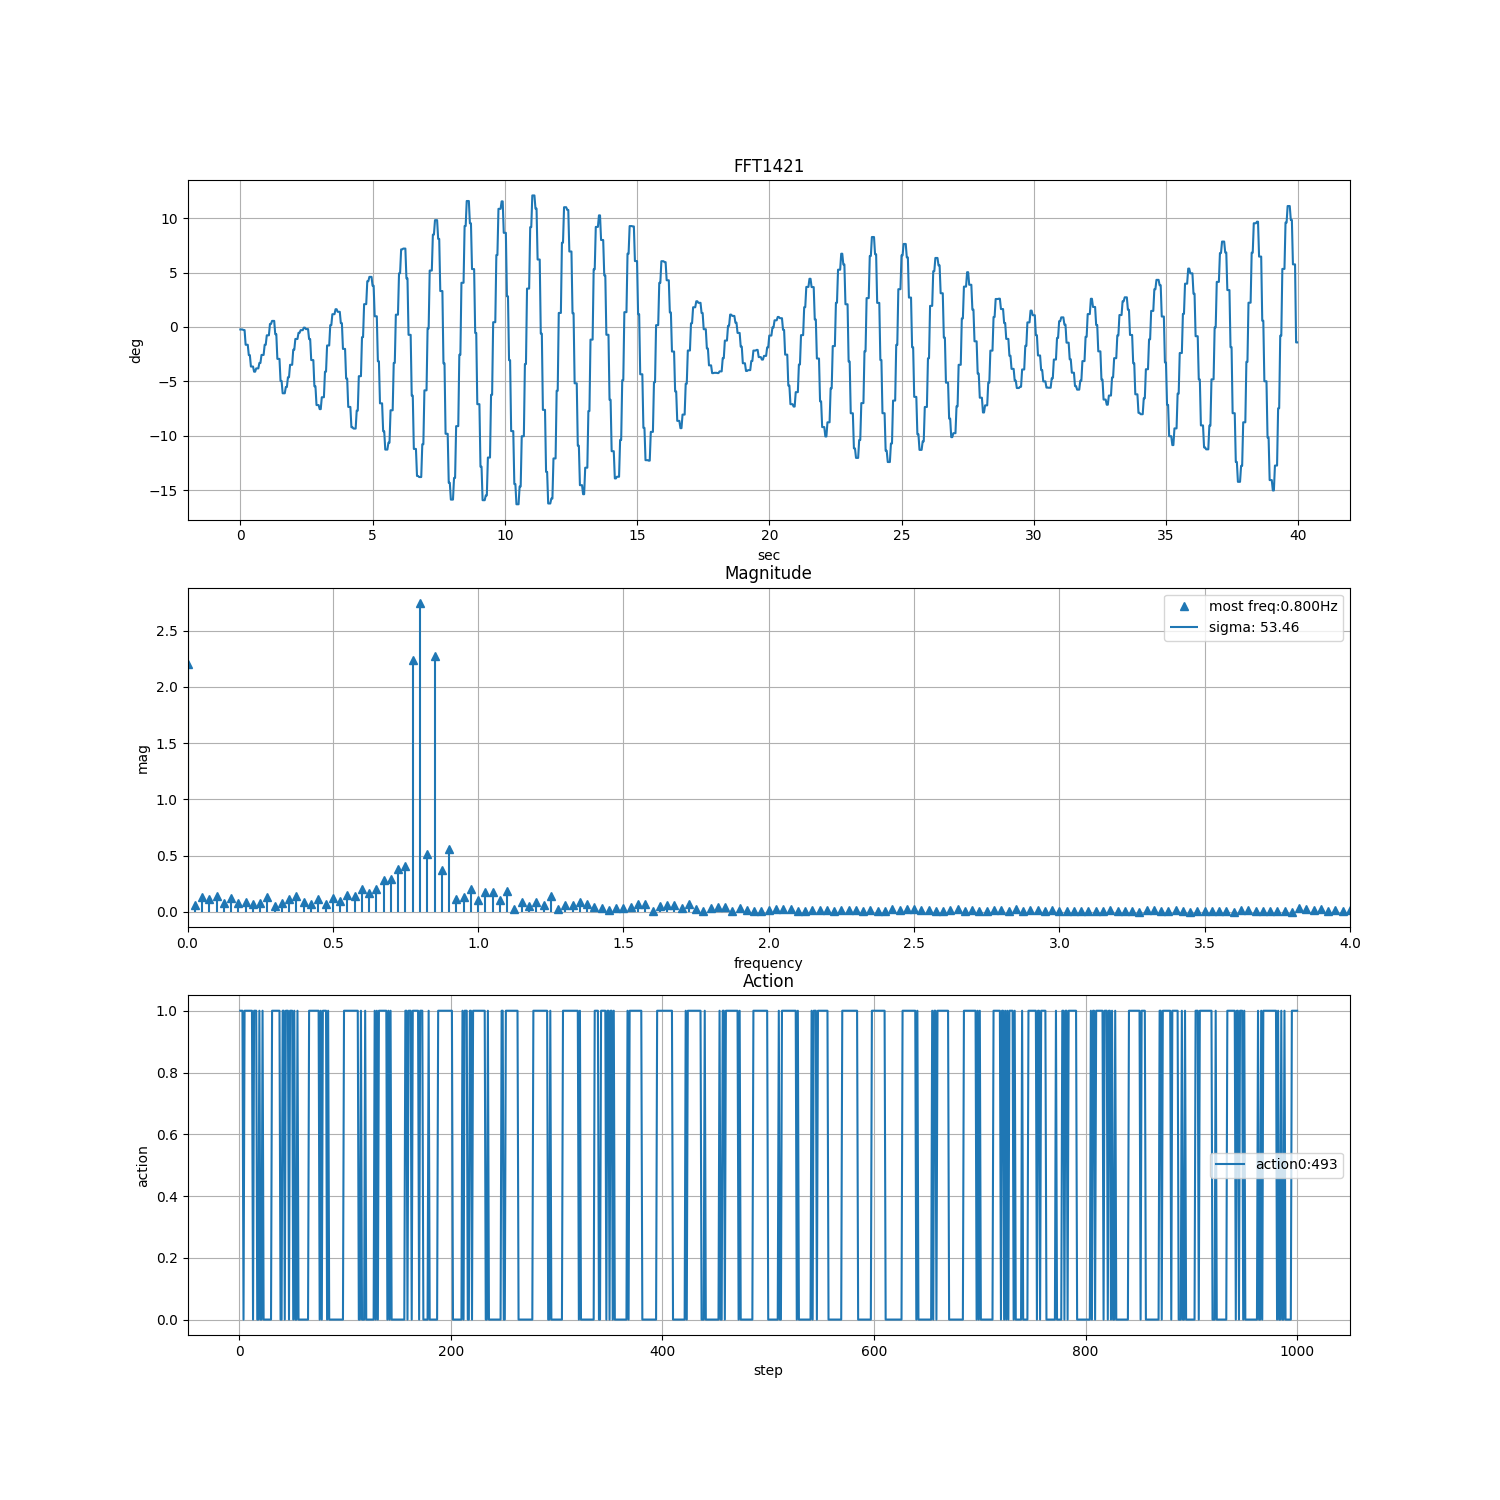 FFT1421
10
5
0
−5
−10
−15
deg
0 5 10 15 20 25 30 35 40
sec
Magnitude
most freq:0.800Hz
sigma: 53.46
2.5
2.0
1.5
1.0
0.5
0.0
mag
0.0 0.5 1.0 1.5 2.0 2.5 3.0 3.5 4.0
frequency
Action
1.0
0.8
0.6
0.4
0.2
0.0
action
action0:493
0 200 400 600 800 1000
step